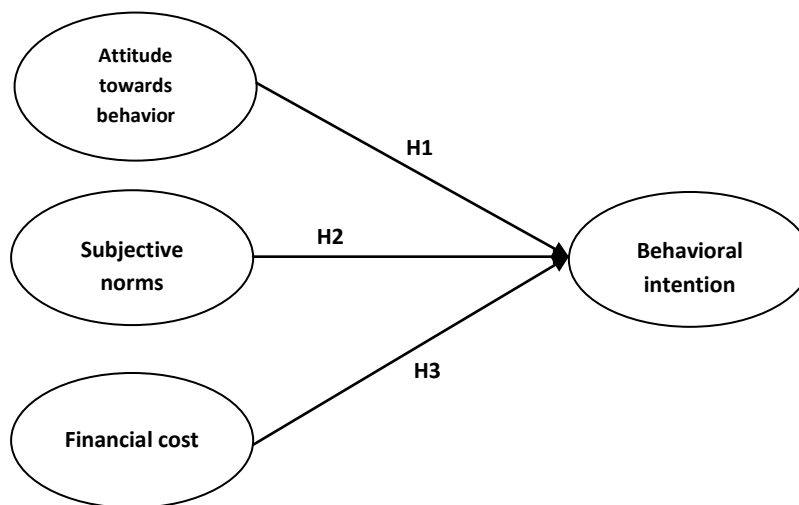 Attitude
towards
behavior
H1
Subjective
norms
H2
Behavioral
intention
H3
Financial cost